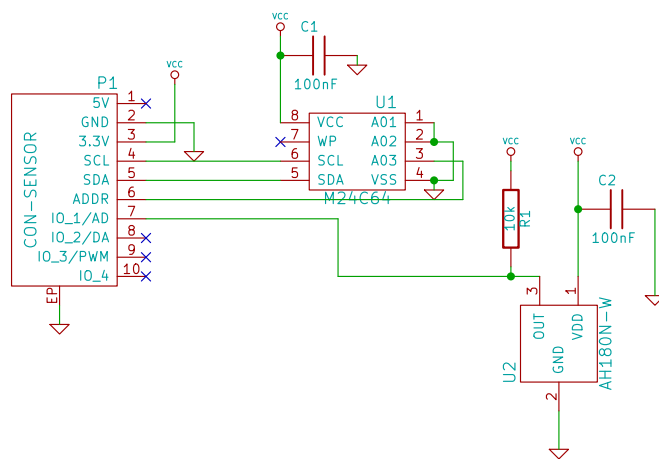 VCC
C1
100nF
VCC
P1
CON-SENSOR
5V 1
GND 2
3.3V 3
SCL 4
SDA 5
ADDR 6
IO_1/AD 7
IO_2/DA 8
IO_3/PWM 9
IO_4 10
EP
U1
8 VCC A01 1
7 WP A02 2
6 SCL A03 3
5 SDA VSS 4
M24C64
VCC
10k
R1
VCC
C2
100nF
3 OUT
1 VDD
GND 2
U2
AH180N-W